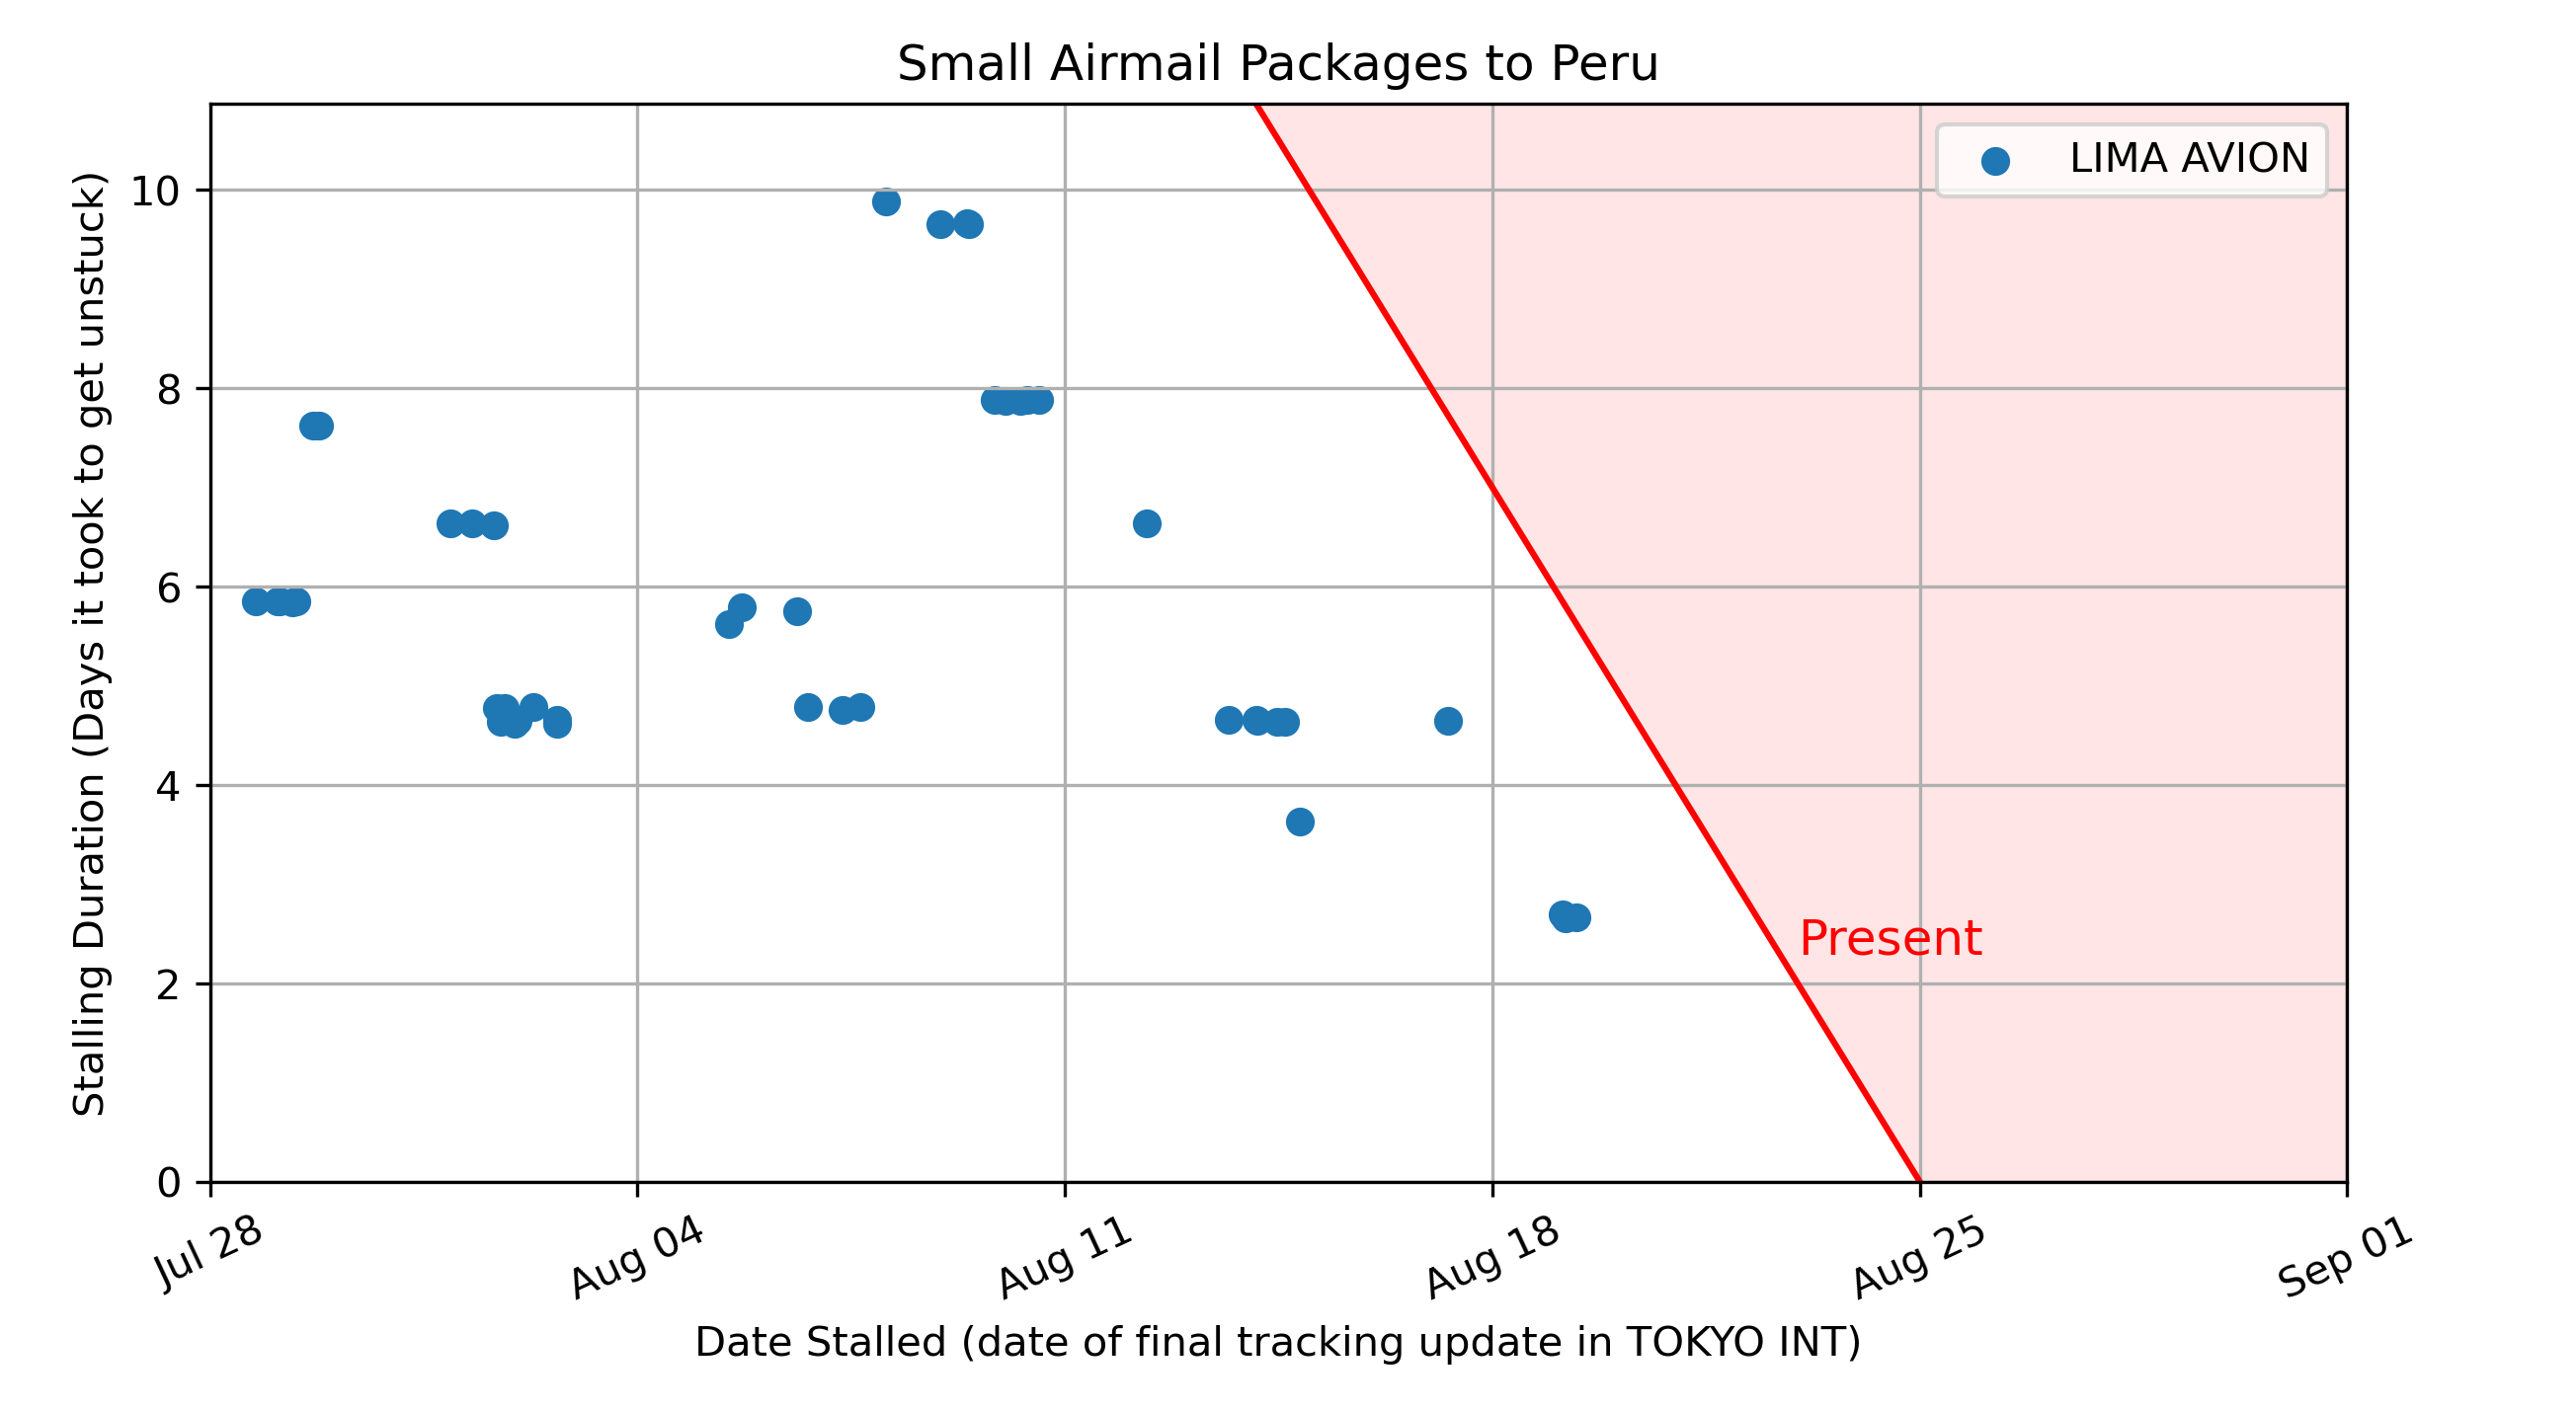 Small Airmail Packages to Peru
LIMA AVION
Stalling Duration (Days it took to get unstuck)
10
8
6
4
2
0
Present
Jul 28
Aug 04
Aug 11
Aug 18
Aug 25
Sep 01
Date Stalled (date of final tracking update in TOKYO INT)